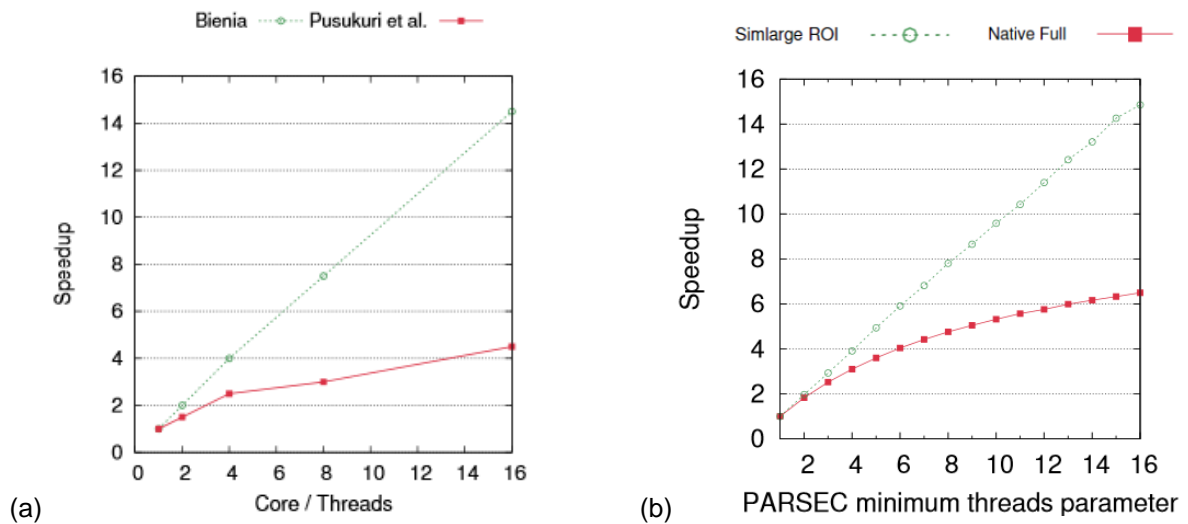 Bienia Pusukuri et al.
16
14
12
10
8
6
4
2
0
Speedup
0 2 4 6 8 10 12 14 16
Core / Threads
(a)
Simlarge ROI Native Full
16
14
12
10
8
6
4
2
0
Speedup
2 4 6 8 10 12 14 16
PARSEC minimum threads parameter
(b)